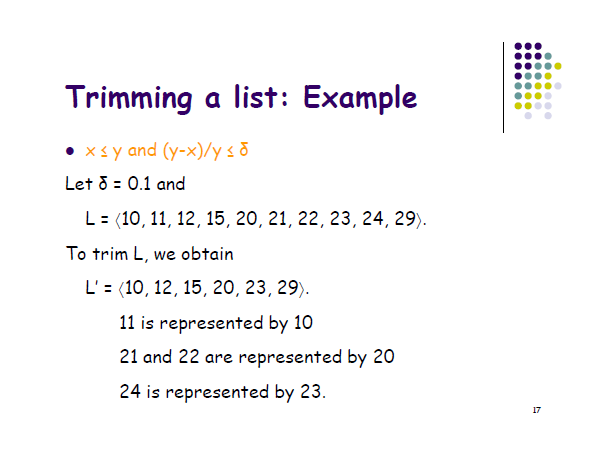 Trimming a list: Example
● x ≤ y and (y-x)/y ≤ δ
Let δ = 0.1 and
L = ⟨10, 11, 12, 15, 20, 21, 22, 23, 24, 29⟩.
To trim L, we obtain
L’ = ⟨10, 12, 15, 20, 23, 29⟩.
11 is represented by 10
21 and 22 are represented by 20
24 is represented by 23.
17